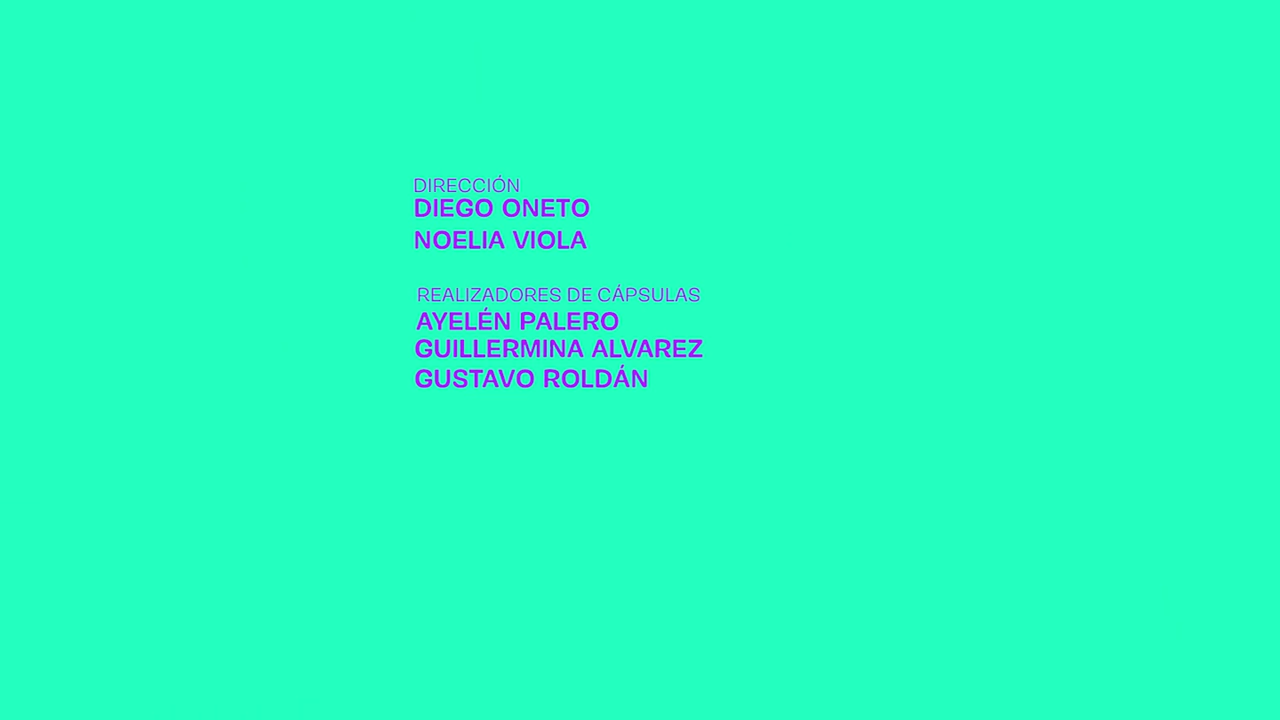 DIRECCIÓN
DIEGO ONETO
NOELIA VIOLA
REALIZADORES DE CÁPSULAS
AYELÉN PALERO
GUILLERMINA ALVAREZ
GUSTAVO ROLDÁN